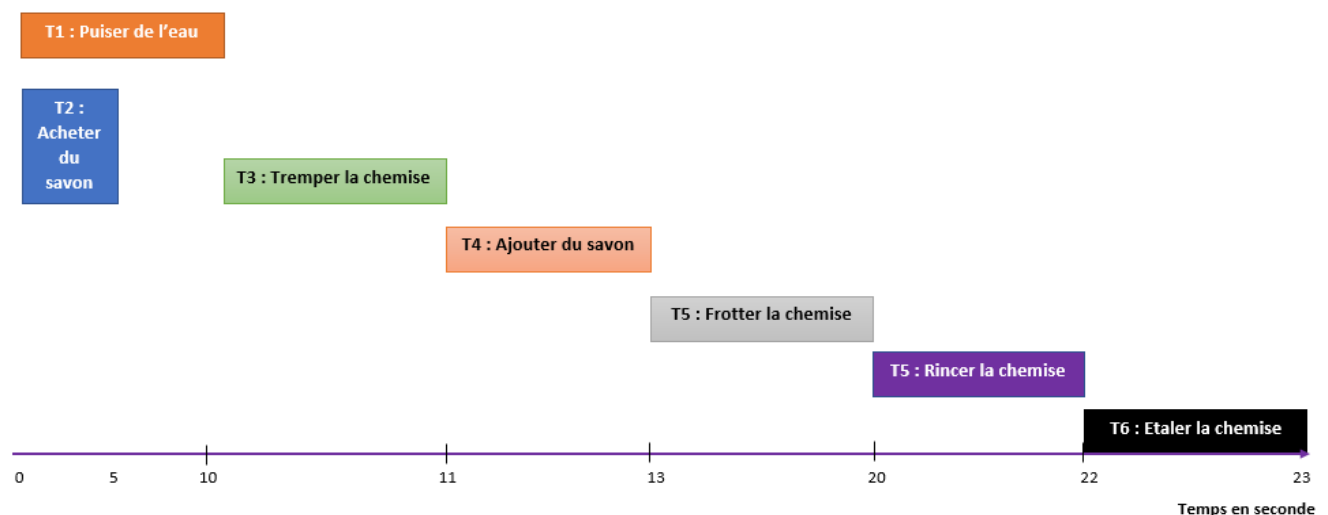 T1 : Puiser de l'eau
T2 :
Acheter
du
savon
T3 : Tremper la chemise
T4 : Ajouter du savon
T5 : Frotter la chemise
T5 : Rincer la chemise
T6 : Etaler la chemise
0 5 10 11 13 20 22 23
Temps en seconde